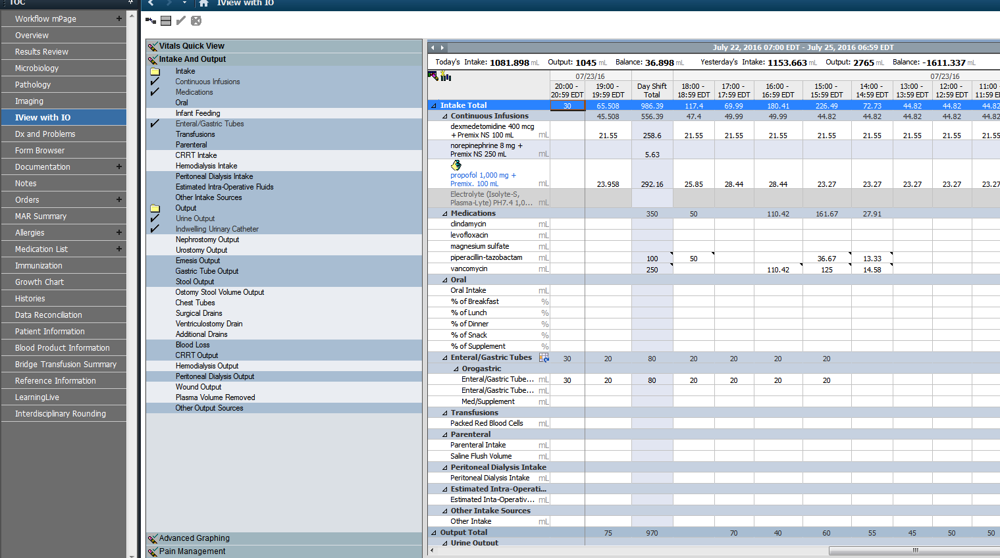 TOC
Workflow mPage +
Overview
Results Review
Microbiology
Pathology
Imaging
IView with IO
Dx and Problems
Form Browser
Documentation +
Notes
Orders +
MAR Summary
Allergies +
Medication List +
Immunization
Growth Chart
Histories
Data Reconciliation
Patient Information
Blood Product Information
Bridge Transfusion Summary
Reference Information
LearningLive
Interdisciplinary Rounding
IView with IO
Vitals Quick View
Intake And Output
Intake
Continuous Infusions
Medications
Oral
Infant Feeding
Enteral/Gastric Tubes
Transfusions
Parenteral
CRRT Intake
Hemodialysis Intake
Peritoneal Dialysis Intake
Estimated Intra-Operative Fluids
Other Intake Sources
Output
Urine Output
Indwelling Urinary Catheter
Nephrostomy Output
Urostomy Output
Emesis Output
Gastric Tube Output
Stool Output
Ostomy Stool Volume Output
Chest Tubes
Surgical Drains
Ventriculostomy Drain
Additional Drains
Blood Loss
CRRT Output
Hemodialysis Output
Peritoneal Dialysis Output
Wound Output
Plasma Volume Removed
Other Output Sources
Advanced Graphing
Pain Management
July 22, 2016 07:00 EDT - July 25, 2016 06:59 EDT
Today's Intake: 1081.898 mL Output: 1045 mL Balance: 36.898 mL Yesterday's Intake: 1153.663 mL Output: 2765 mL Balance: -1611.337 mL
07/23/16 07/23/16
20:00 - 19:00 - Day Shift 18:00 - 17:00 - 16:00 - 15:00 - 14:00 - 13:00 - 12:00 - 11:00 -
20:59 EDT 19:59 EDT Total 18:59 EDT 17:59 EDT 16:59 EDT 15:59 EDT 14:59 EDT 13:59 EDT 12:59 EDT 11:59 E
Intake Total 30 65.508 986.39 117.4 69.99 180.41 226.49 72.73 44.82 44.82 44.82
Continuous Infusions 45.508 556.39 47.4 49.99 49.99 44.82 44.82 44.82 44.82 44.82
dexmedetomidine 400 mcg
+ Premix NS 100 mL mL 21.55 258.6 21.55 21.55 21.55 21.55 21.55 21.55 21.55 21.55
norepinephrine 8 mg +
Premix NS 250 mL mL 5.63
propofol 1,000 mg +
Premix. 100 mL mL 23.958 292.16 25.85 28.44 28.44 23.27 23.27 23.27 23.27 23.27
Electrolyte (Isolyte-S,
Plasma-Lyte) PH7.4 1,0... mL
Medications 350 50 110.42 161.67 27.91
clindamycin mL
levofloxacin mL
magnesium sulfate mL
piperacillin-tazobactam mL 100 50 36.67 13.33
vancomycin mL 250 110.42 125 14.58
Oral
Oral Intake mL
% of Breakfast %
% of Lunch %
% of Dinner %
% of Snack %
% of Supplement %
Enteral/Gastric Tubes 30 20 80 20 20 20 20
Orogastric
Enteral/Gastric Tube... mL 30 20 80 20 20 20 20
Enteral/Gastric Tube... mL
Med/Supplement mL
Transfusions
Packed Red Blood Cells mL
Parenteral
Parenteral Intake mL
Saline Flush Volume mL
Peritoneal Dialysis Intake
Peritoneal Dialysis Intake mL
Estimated Intra-Operati...
Estimated Inta-Operativ... mL
Other Intake Sources
Other Intake mL
Output Total 75 970 70 40 60 55 45 50 50
Urine Output